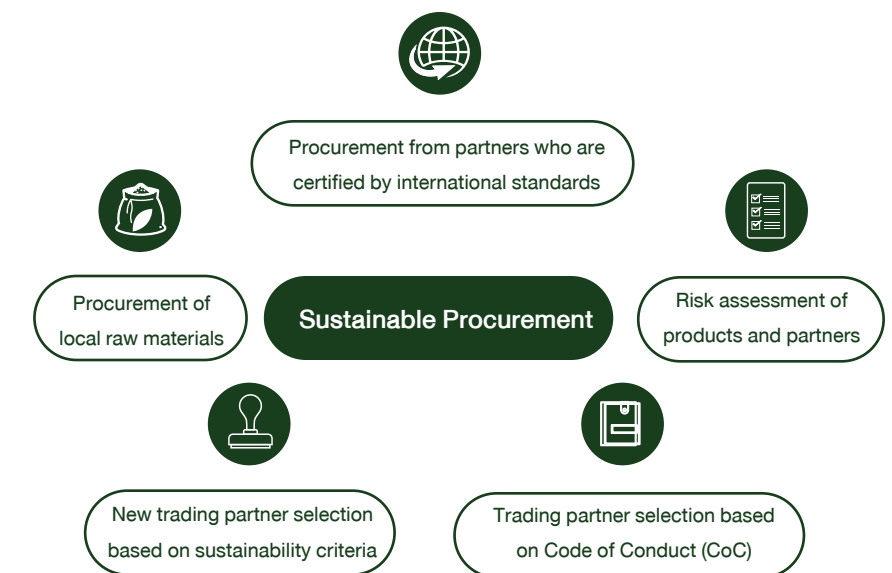 Procurement from partners who are
certified by international standards
Procurement of
local raw materials
Sustainable Procurement
Risk assessment of
products and partners
New trading partner selection
based on sustainability criteria
Trading partner selection based
on Code of Conduct (CoC)